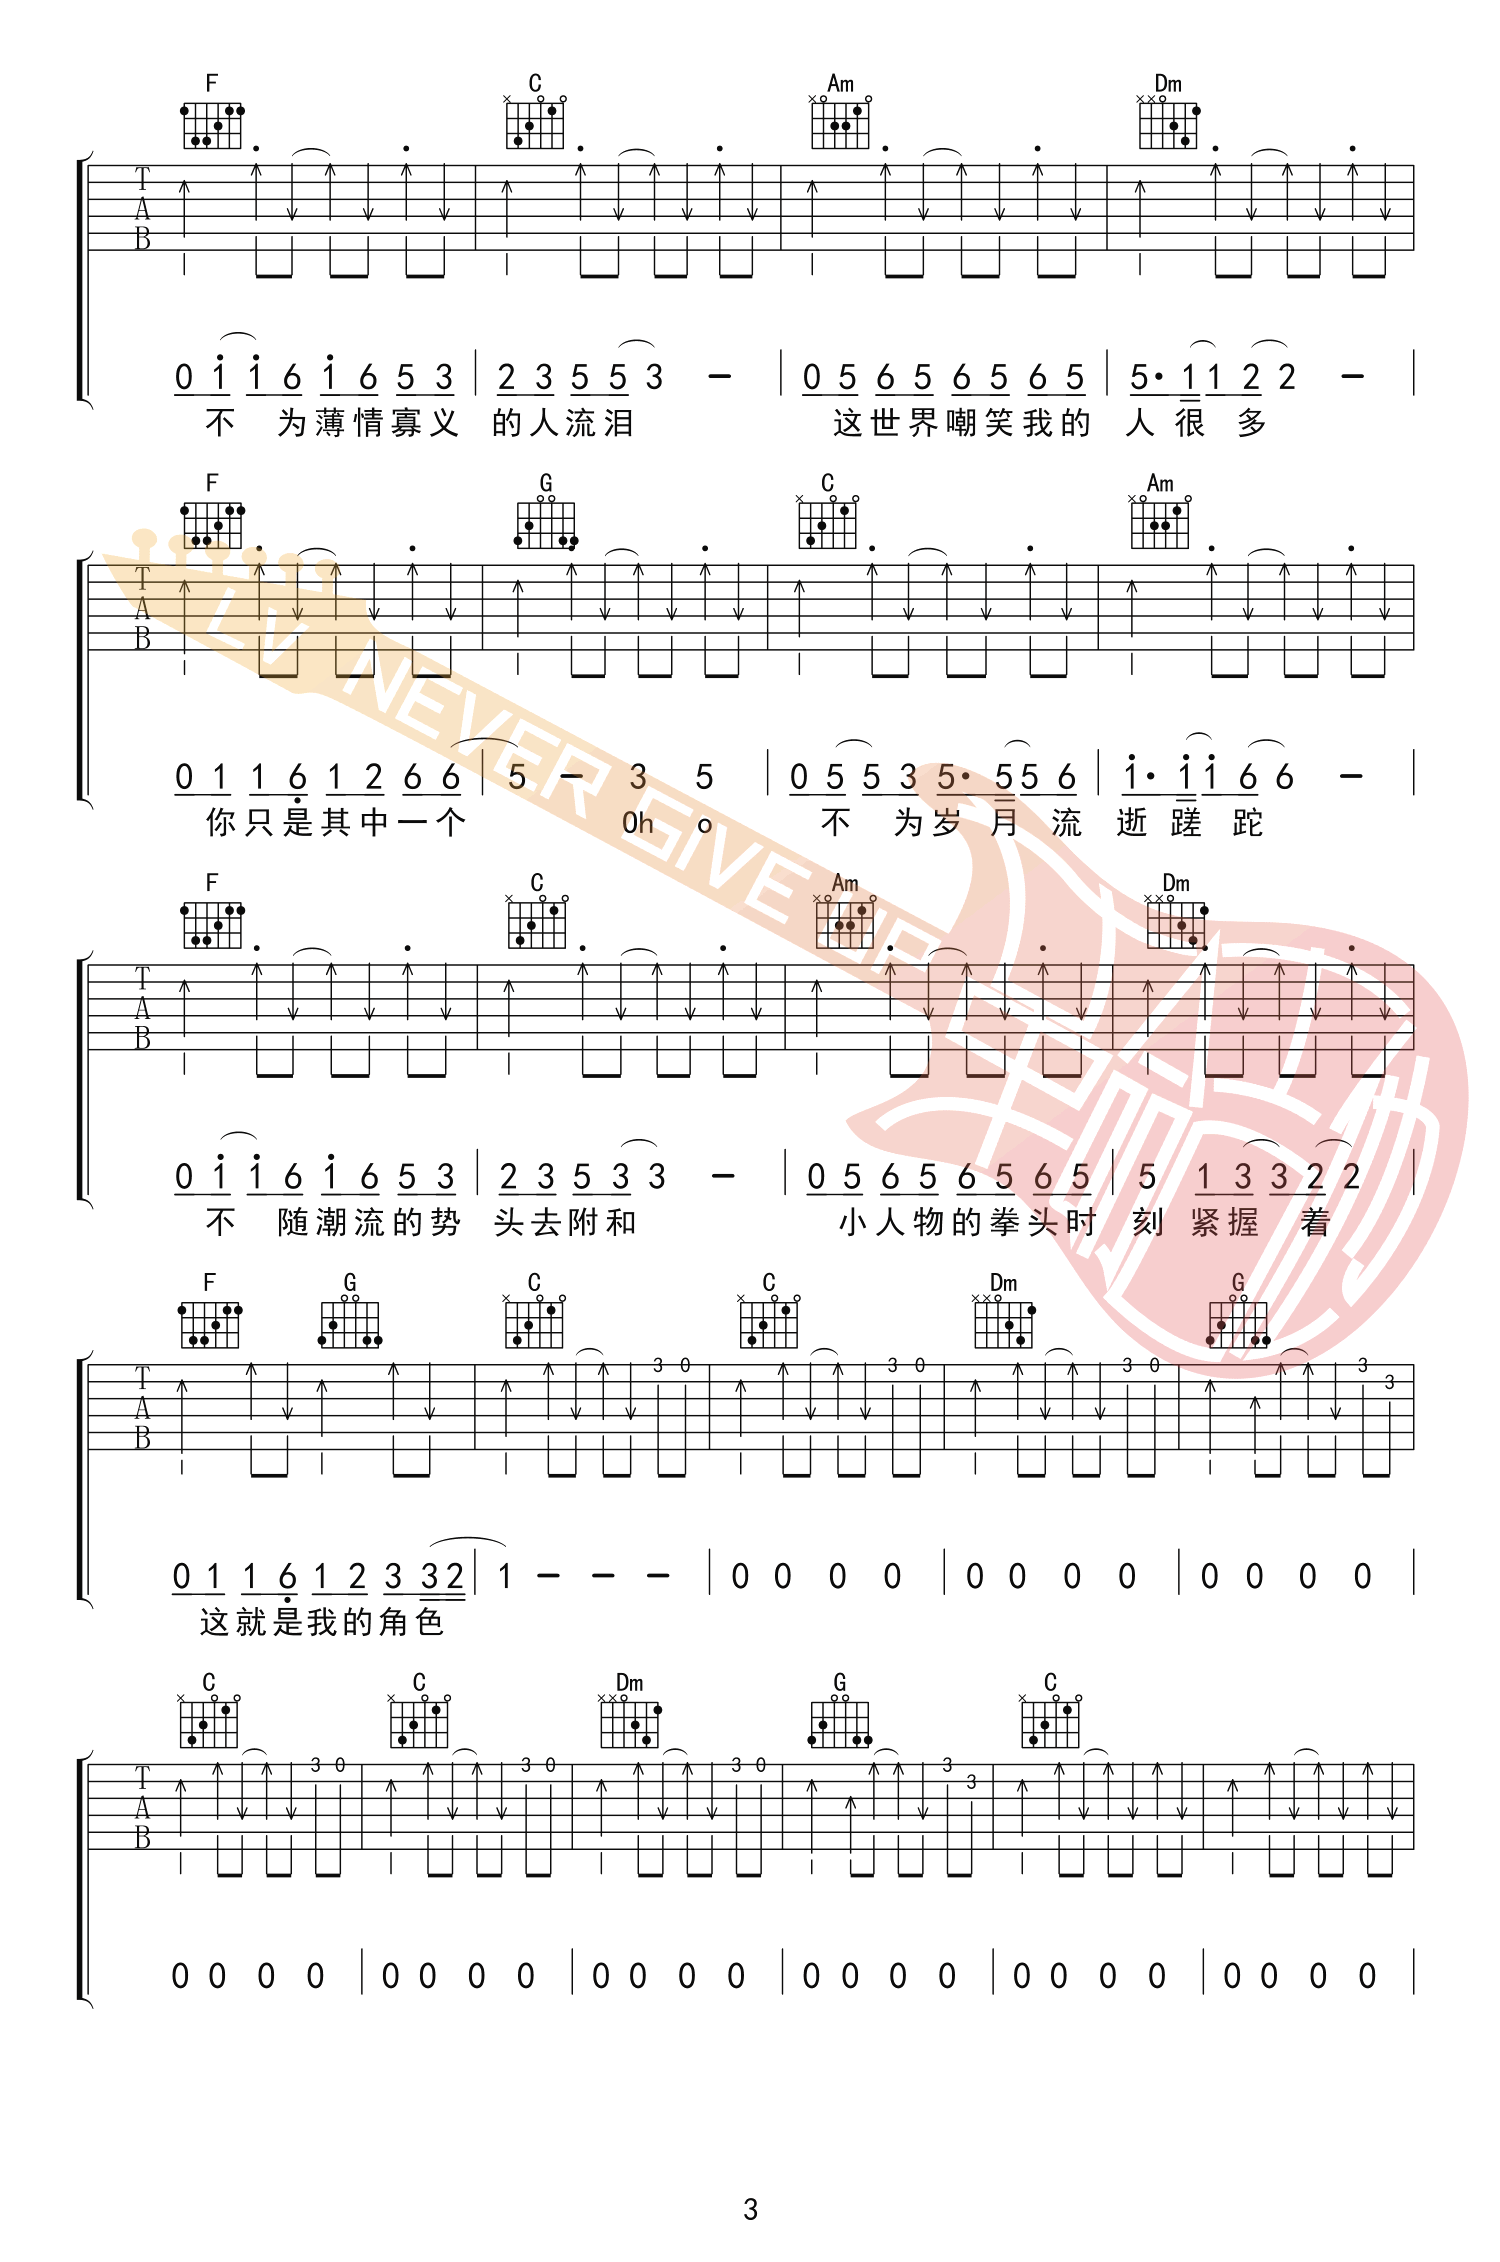 F C Am Dm
T
A
B
0 1 1 6 1 6 5 3 2 3 5 5 3 - 0 5 6 5 6 5 6 5 5· 1 1 2 2 -
不 为薄情寡义 的人流泪 这世界嘲笑我的 人很 多
F G C Am
T
A
B
0 1 1 6 1 2 6 6 5 - 3 5 0 5 5 3 5· 5 5 6 1· 1 1 6 6 -
你只是其中一个 Oh o 不 为岁 月 流 逝 蹉 跎
F C Am Dm
T
A
B
0 1 1 6 1 6 5 3 2 3 5 3 3 - 0 5 6 5 6 5 6 5 5 1 3 3 2 2
不 随潮流的势 头去附和 小人物的拳头时 刻 紧握 着
F G C C Dm G
3 0 3 0 3 0 3 3
T
A
B
0 1 1 6 1 2 3 3 2 1 - - - 0 0 0 0 0 0 0 0 0 0 0 0
这就是我的角色
C C Dm G C
3 0 3 0 3 0 3 3
T
A
B
0 0 0 0 0 0 0 0 0 0 0 0 0 0 0 0 0 0 0 0 0 0 0 0
3
LV NEVER GIVE UP